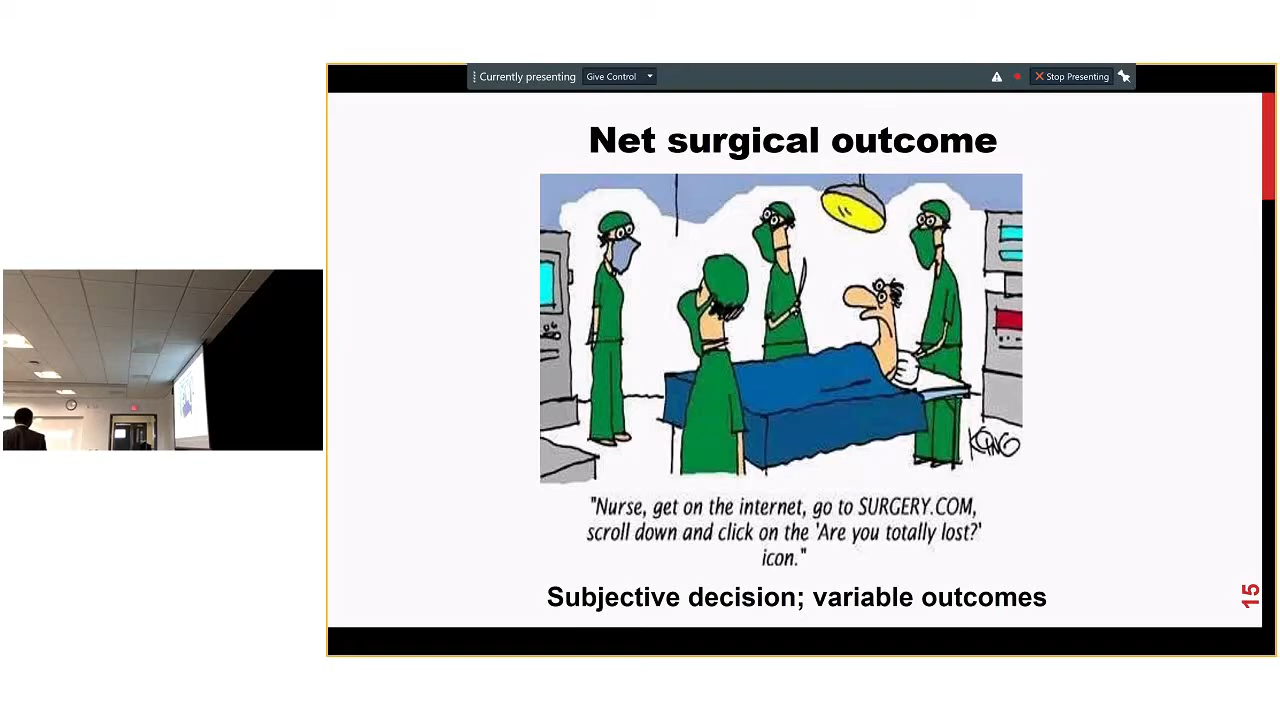 Currently presenting Give Control Stop Presenting
Net surgical outcome
KING
"Nurse, get on the internet, go to SURGERY.COM,
scroll down and click on the 'Are you totally lost?'
icon."
Subjective decision; variable outcomes
15